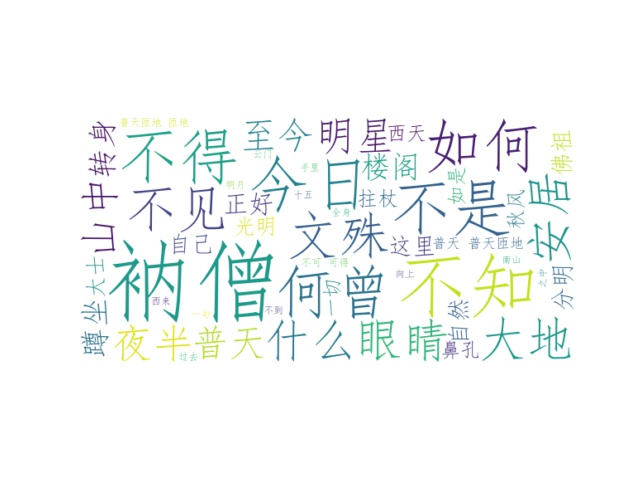 普天匝地 匝地
不得
至今
明星
西天
如何
佛祖
转身
云门
手里
今日
楼阁
如是
山中
不见
明月
正好
十五
拄杖
不是
秋风
安居
光明
全身
文殊
自己
这里
普天 普天匝地
大士
衲僧
不可 可得
南山
何曾
一切
向上
不知
之中
分明
西来
不到
蹲坐
夜半
普天
什么
眼睛
自然
鼻孔
大地
过去